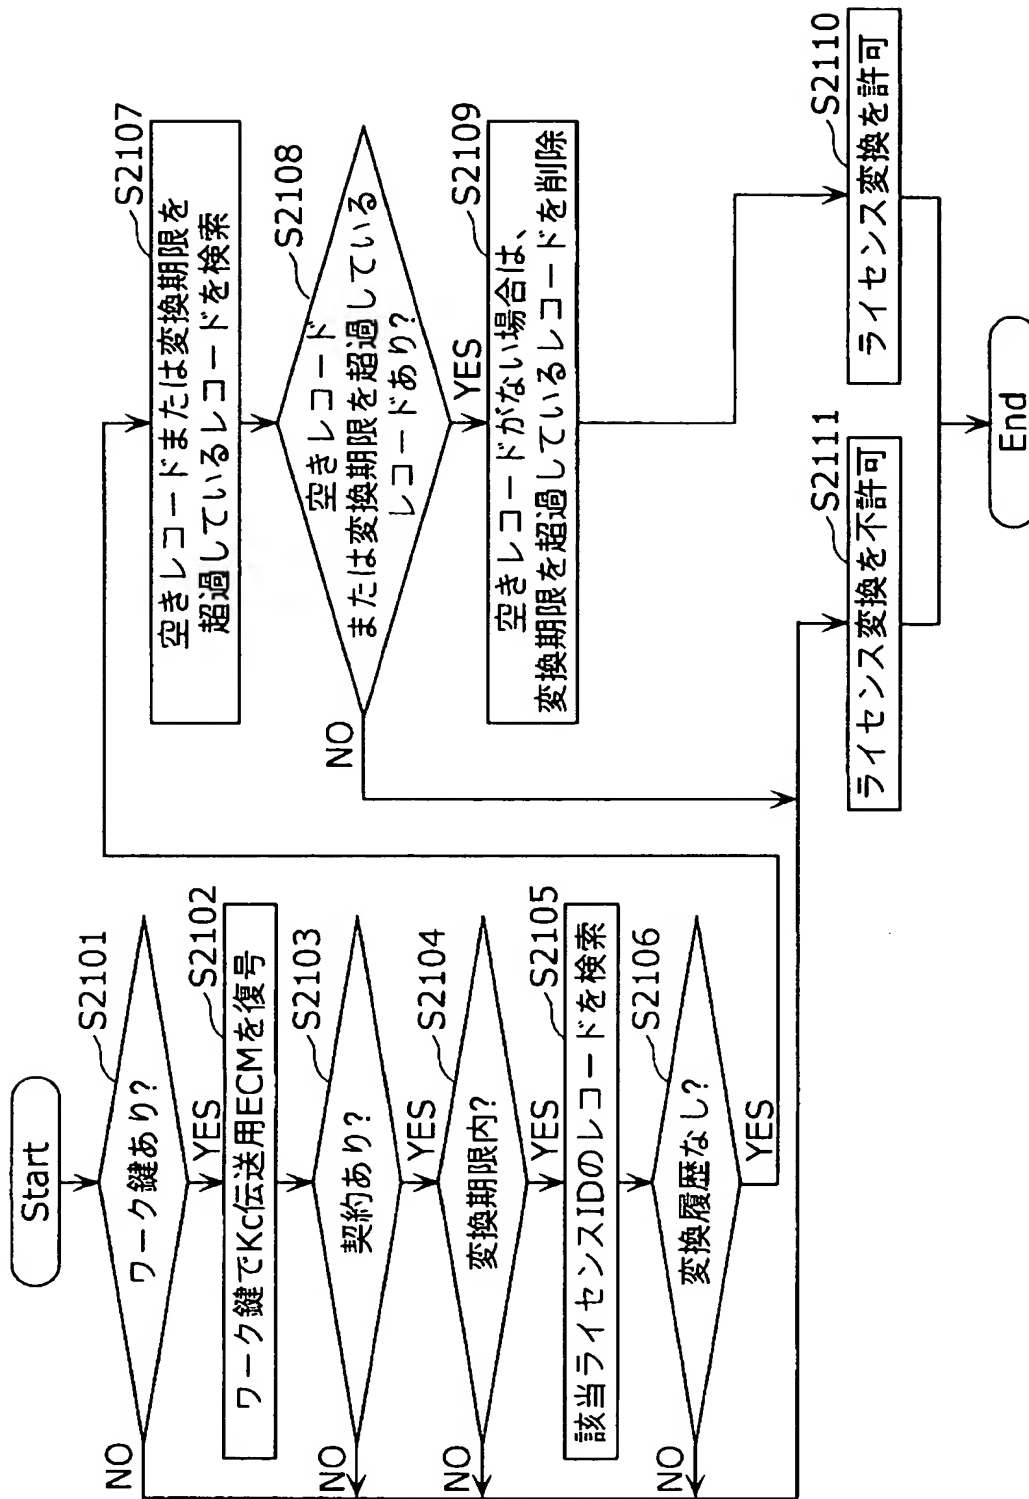 Start
S2101
ワーク鍵あり?
NO
YES
S2102
ワーク鍵でKc伝送用ECMを復号
S2103
契約あり?
NO
YES
S2104
変換期限内?
NO
YES
S2105
該当ライセンスIDのレコードを検索
S2106
変換履歴なし?
NO
YES
S2107
空きレコードまたは変換期限を
超過しているレコードを検索
S2108
空きレコード
または変換期限を超過している
レコードあり?
NO
YES
S2109
空きレコードがない場合は、
変換期限を超過しているレコードを削除
S2110
ライセンス変換を許可
S2111
ライセンス変換を不許可
End